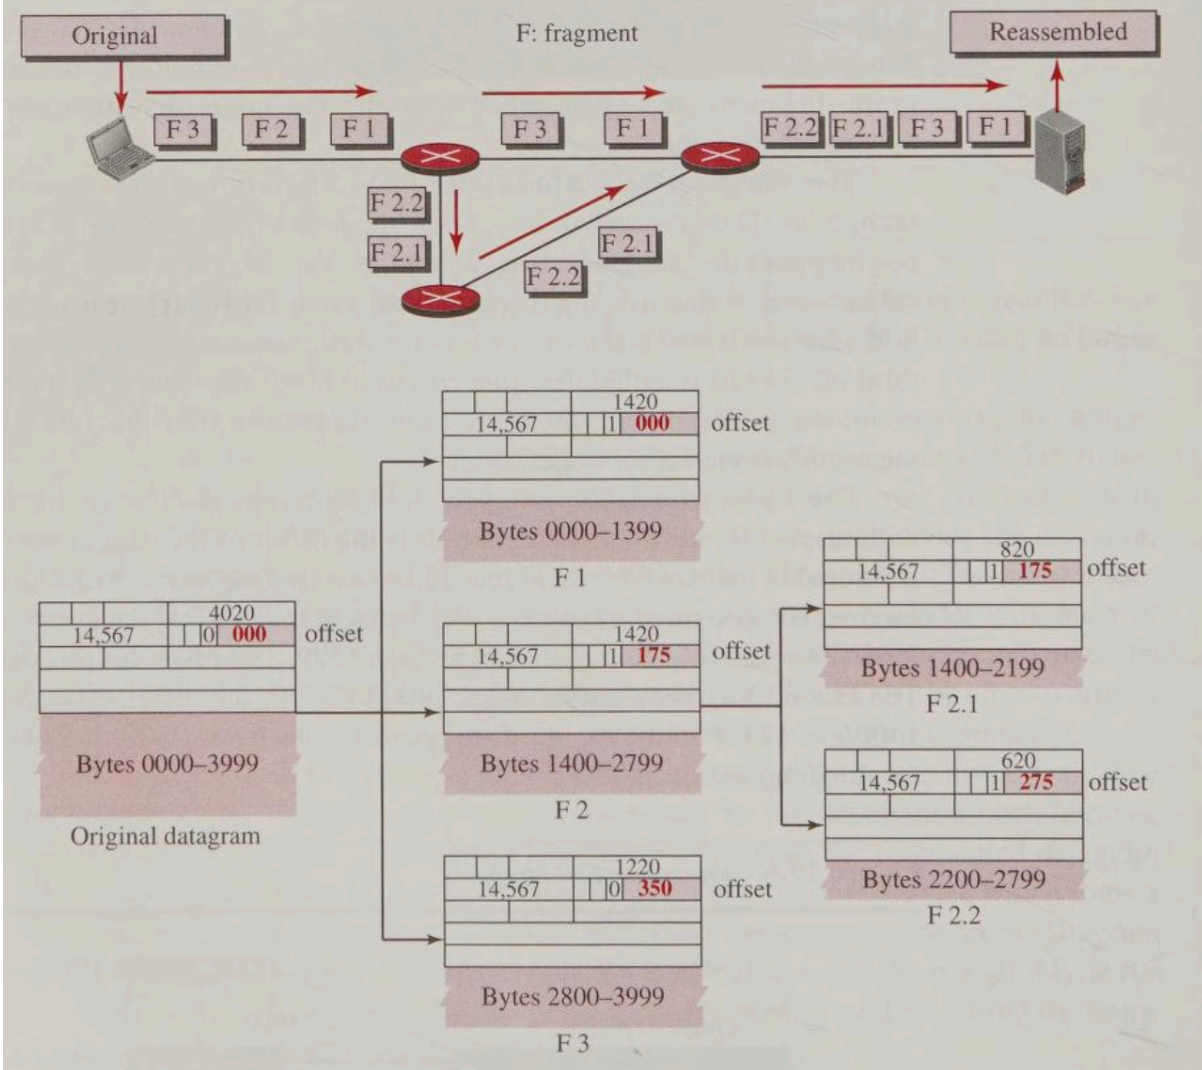 Original
F: fragment
Reassembled
F 3 F 2 F 1
F 3 F 1
F 2.2 F 2.1 F 3 F 1
F 2.2
F 2.1
F 2.1
F 2.2
1420
14,567 1 000 offset
Bytes 0000–1399
F 1
4020
14,567 0 000 offset
Bytes 0000–3999
Original datagram
1420
14,567 1 175 offset
Bytes 1400–2799
F 2
1220
14,567 0 350 offset
Bytes 2800–3999
F 3
820
14,567 1 175 offset
Bytes 1400–2199
F 2.1
620
14,567 1 275 offset
Bytes 2200–2799
F 2.2